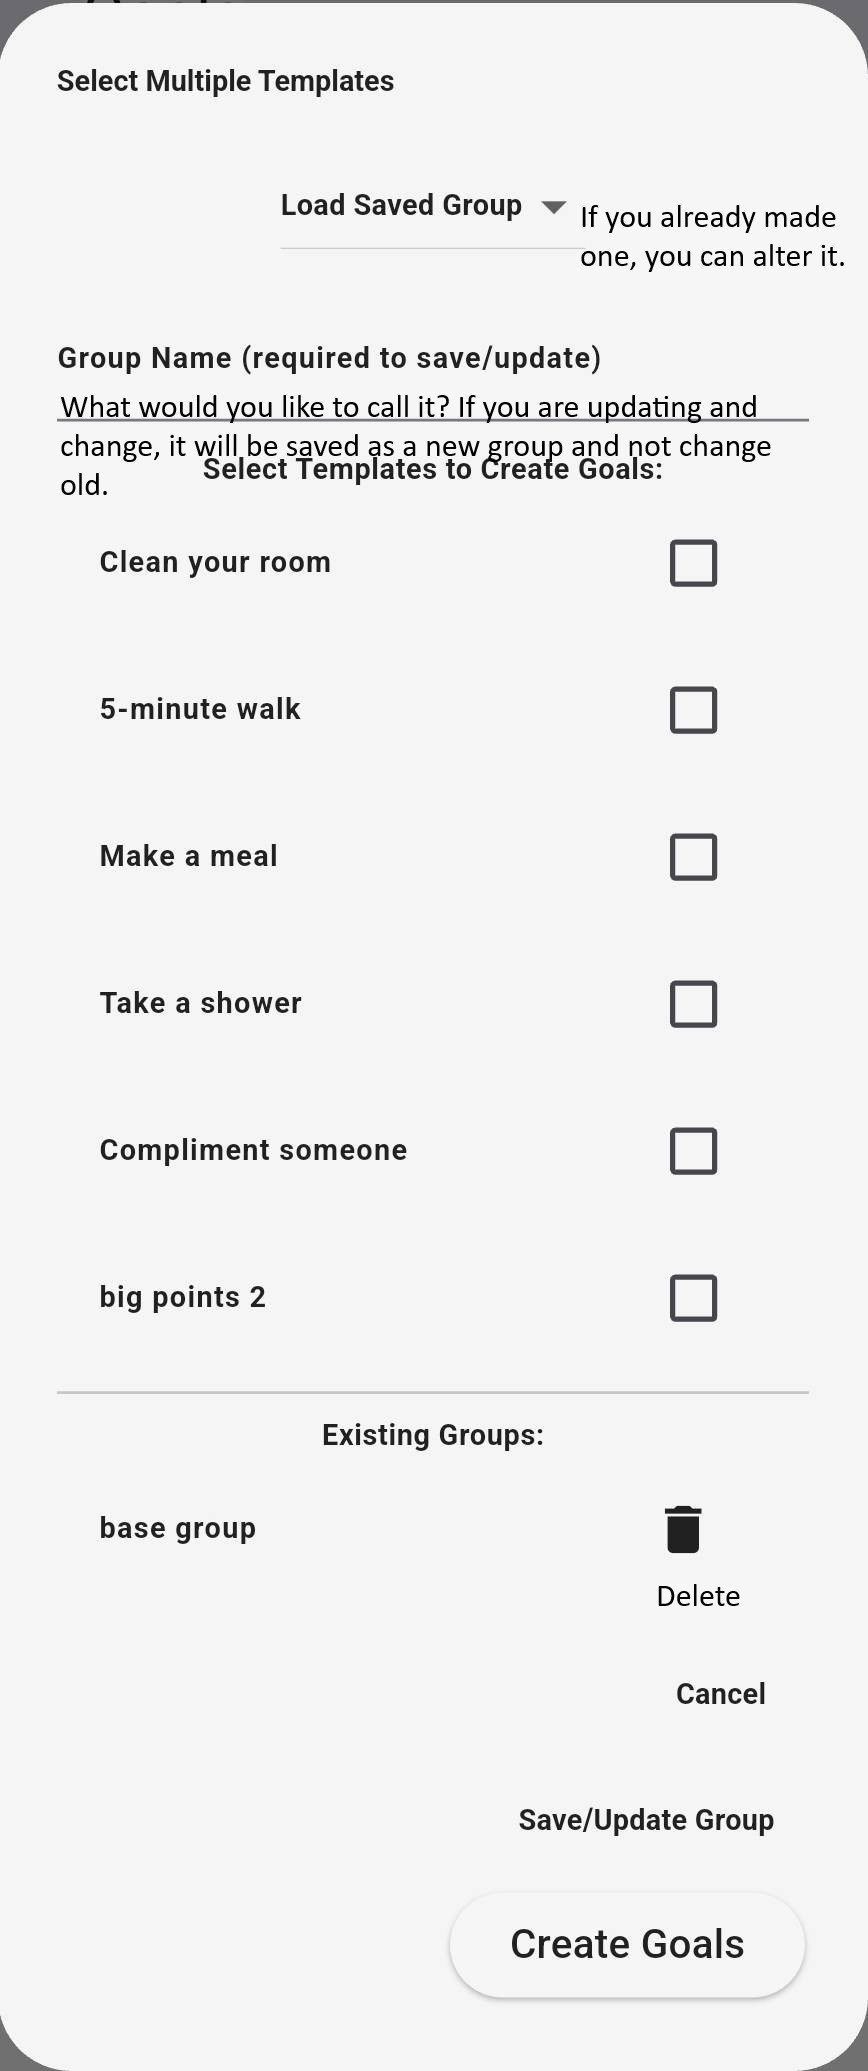 Select Multiple Templates
Load Saved Group
If you already made
one, you can alter it.
Group Name (required to save/update)
What would you like to call it? If you are updating and
change, it will be saved as a new group and not change
old.
Select Templates to Create Goals:
Clean your room
5-minute walk
Make a meal
Take a shower
Compliment someone
big points 2
Existing Groups:
base group
Delete
Cancel
Save/Update Group
Create Goals